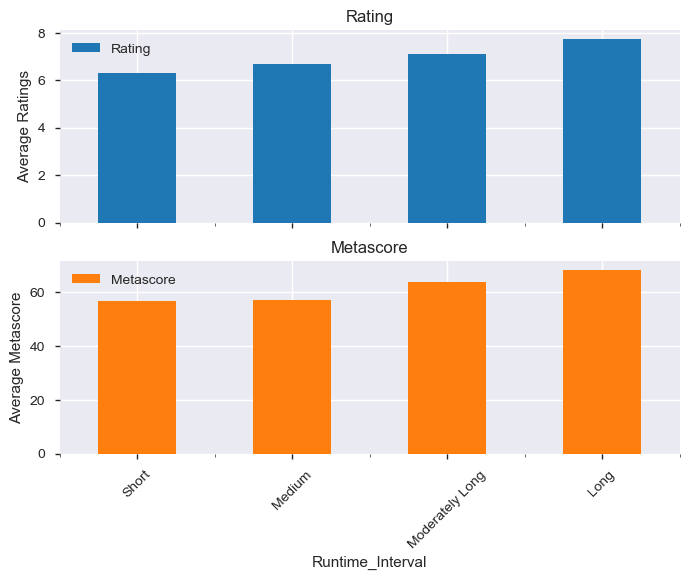 Rating
Rating
Average Ratings
8
6
4
2
0
Metascore
Metascore
Average Metascore
60
40
20
0
Short
Medium
Moderately Long
Long
Runtime_Interval